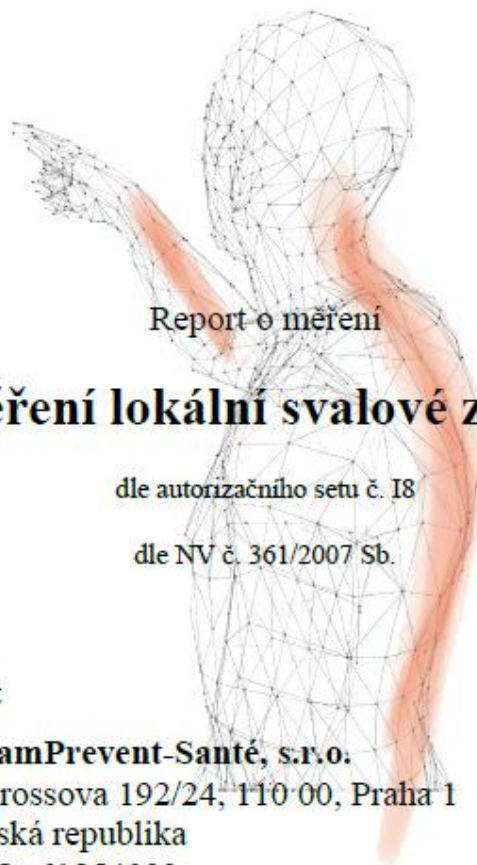 Report o měření
ření lokální svalové z
dle autorizačního setu č. I8
dle NV č. 361/2007 Sb.
amPrevent-Santé, s.r.o.
rossova 192/24, 110 00, Praha 1
ská republika